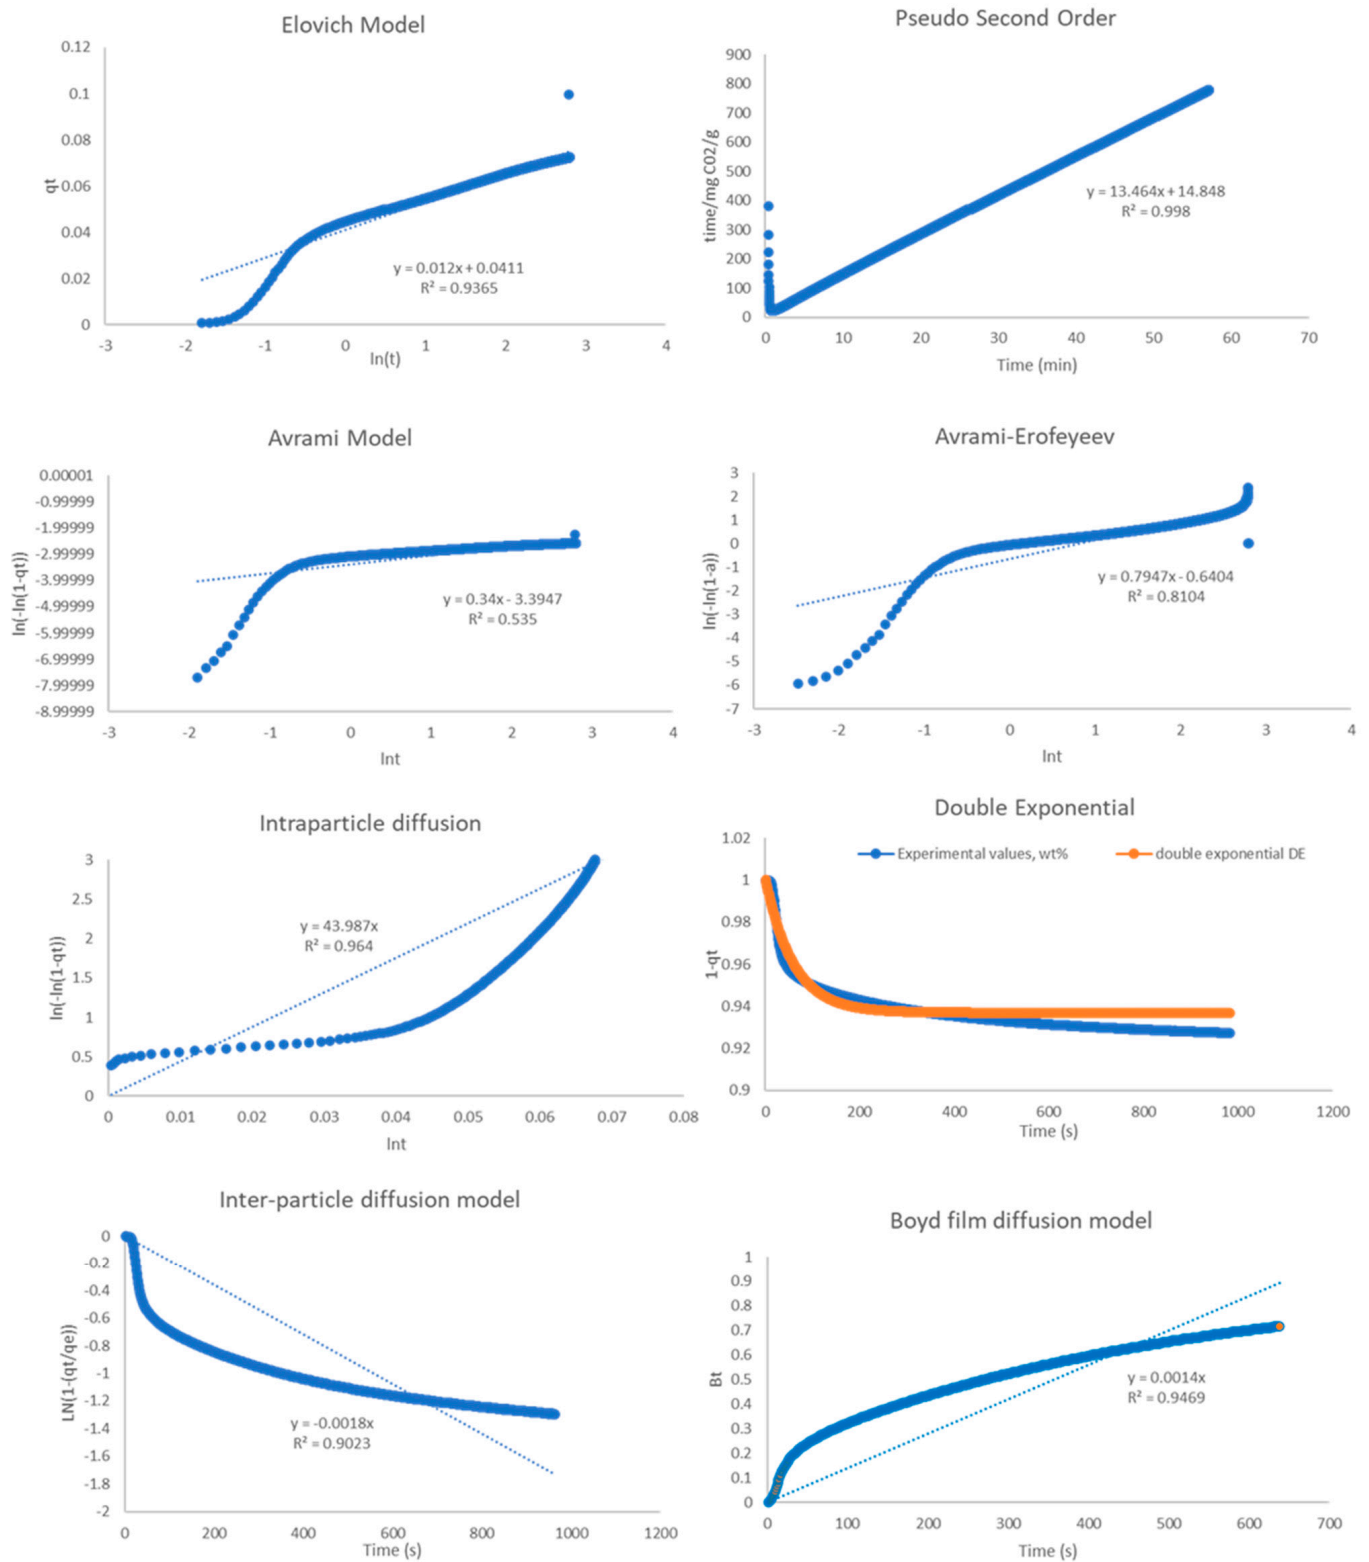 Elovich Model
0.12
0.1
0.08
0.06
0.04
0.02
0
qt
y = 0.012x + 0.0411
R² = 0.9365
-3 -2 -1 0 1 2 3 4
ln(t)
Pseudo Second Order
900
800
700
600
500
400
300
200
100
0
time/mg C02/g
y = 13.464x + 14.848
R² = 0.998
0 10 20 30 40 50 60 70
Time (min)
Avrami Model
0.00001
-0.99999
-1.99999
-2.99999
-3.99999
-4.99999
-5.99999
-6.99999
-7.99999
-8.99999
ln(-ln(1-qt))
y = 0.34x - 3.3947
R² = 0.535
-3 -2 -1 0 1 2 3 4
lnt
Avrami-Erofeyeev
3
2
1
0
-1
-2
-3
-4
-5
-6
-7
ln(-ln(1-a))
y = 0.7947x - 0.6404
R² = 0.8104
-3 -2 -1 0 1 2 3 4
lnt
Intraparticle diffusion
3
2.5
2
1.5
1
0.5
0
ln(-ln(1-qt))
y = 43.987x
R² = 0.964
0 0.01 0.02 0.03 0.04 0.05 0.06 0.07 0.08
lnt
Double Exponential
1.02
1
0.98
0.96
0.94
0.92
0.9
1-qt
Experimental values, wt% double exponential DE
0 200 400 600 800 1000 1200
Time (s)
Inter-particle diffusion model
0
-0.2
-0.4
-0.6
-0.8
-1
-1.2
-1.4
-1.6
-1.8
-2
LN(1-(qt/qe))
y = -0.0018x
R² = 0.9023
0 200 400 600 800 1000 1200
Time (s)
Boyd film diffusion model
1
0.9
0.8
0.7
0.6
0.5
0.4
0.3
0.2
0.1
0
Bt
y = 0.0014x
R² = 0.9469
0 100 200 300 400 500 600 700
Time (s)